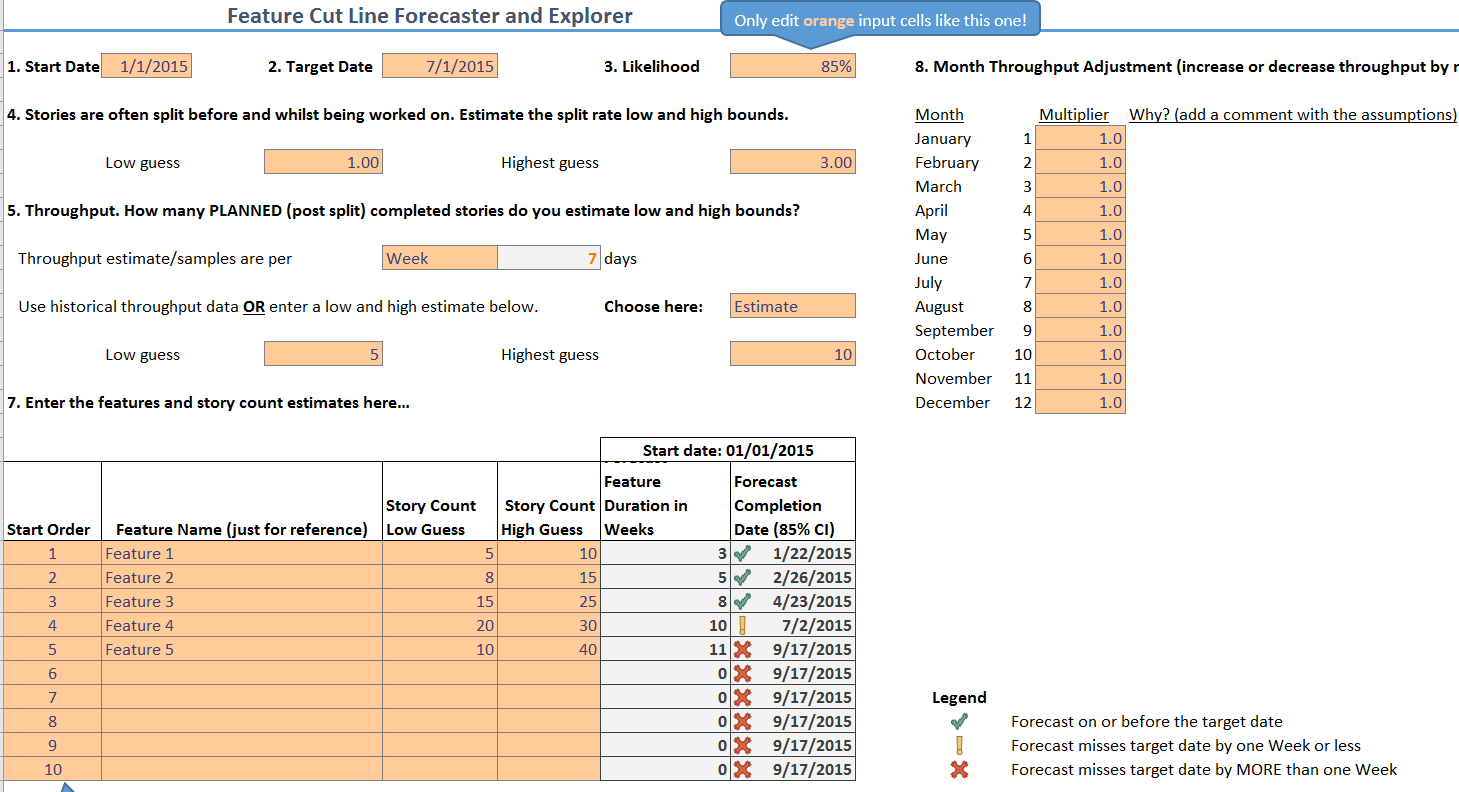 Feature Cut Line Forecaster and Explorer
Only edit orange input cells like this one!
1. Start Date 1/1/2015 2. Target Date 7/1/2015 3. Likelihood 85%
4. Stories are often split before and whilst being worked on. Estimate the split rate low and high bounds.
Low guess 1.00 Highest guess 3.00
5. Throughput. How many PLANNED (post split) completed stories do you estimate low and high bounds?
Throughput estimate/samples are per Week 7 days
Use historical throughput data OR enter a low and high estimate below. Choose here: Estimate
Low guess 5 Highest guess 10
7. Enter the features and story count estimates here...
Start date: 01/01/2015
Start Order Feature Name (just for reference) Story Count Low Guess Story Count High Guess Feature Duration in Weeks Forecast Completion Date (85% CI)
1 Feature 1 5 10 3 1/22/2015
2 Feature 2 8 15 5 2/26/2015
3 Feature 3 15 25 8 4/23/2015
4 Feature 4 20 30 10 7/2/2015
5 Feature 5 10 40 11 9/17/2015
6 0 9/17/2015
7 0 9/17/2015
8 0 9/17/2015
9 0 9/17/2015
10 0 9/17/2015
8. Month Throughput Adjustment (increase or decrease throughput by
Month Multiplier Why? (add a comment with the assumptions)
January 1 1.0
February 2 1.0
March 3 1.0
April 4 1.0
May 5 1.0
June 6 1.0
July 7 1.0
August 8 1.0
September 9 1.0
October 10 1.0
November 11 1.0
December 12 1.0
Legend
Forecast on or before the target date
Forecast misses target date by one Week or less
Forecast misses target date by MORE than one Week